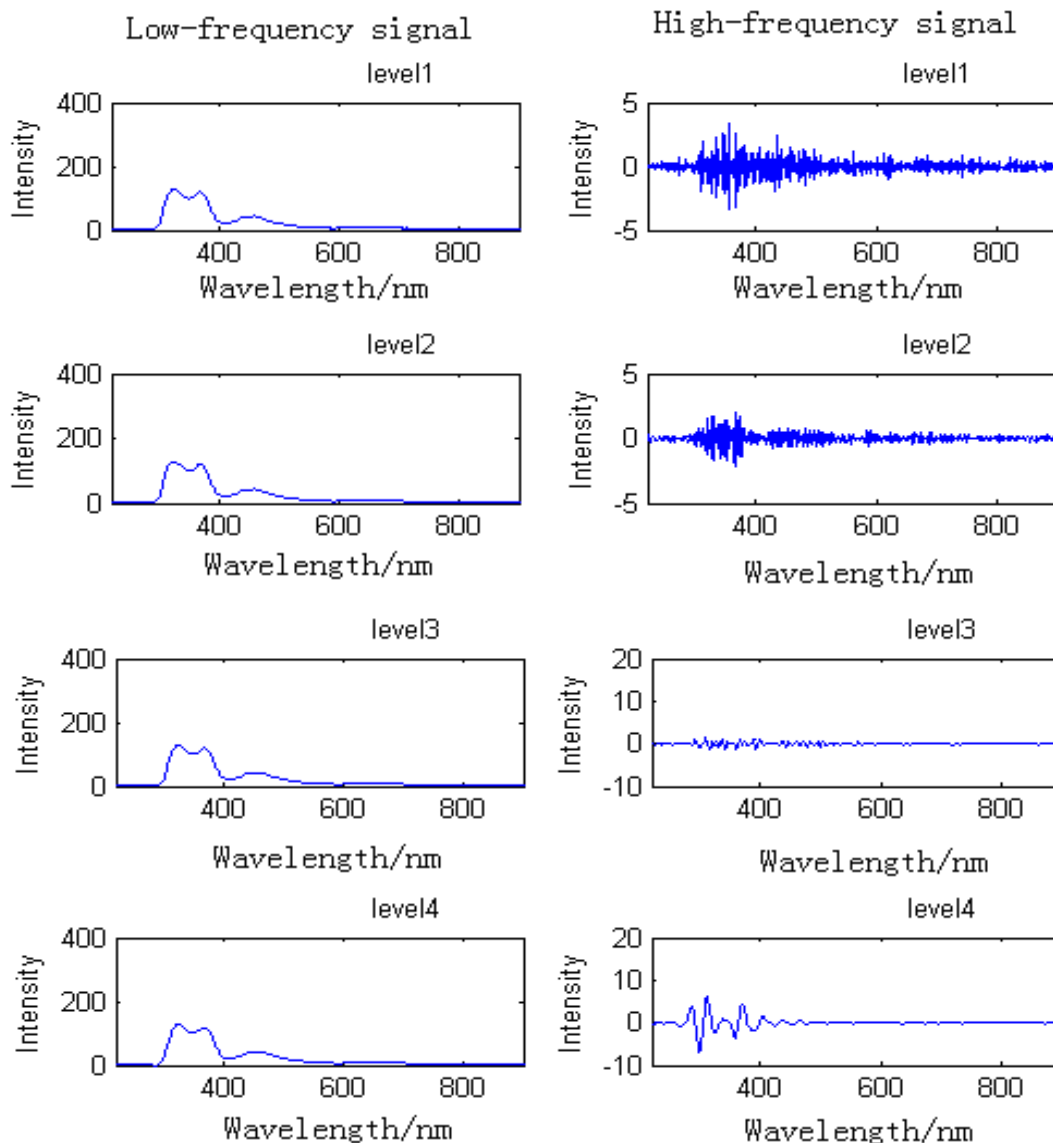 Low-frequency signal
High-frequency signal
level1
400
200
0
Intensity
400 600 800
Wavelength/nm
level1
5
0
-5
Intensity
400 600 800
Wavelength/nm
level2
400
200
0
Intensity
400 600 800
Wavelength/nm
level2
5
0
-5
Intensity
400 600 800
Wavelength/nm
level3
400
200
0
Intensity
400 600 800
Wavelength/nm
level3
20
10
0
-10
Intensity
400 600 800
Wavelength/nm
level4
400
200
0
Intensity
400 600 800
Wavelength/nm
level4
20
10
0
-10
Intensity
400 600 800
Wavelength/nm